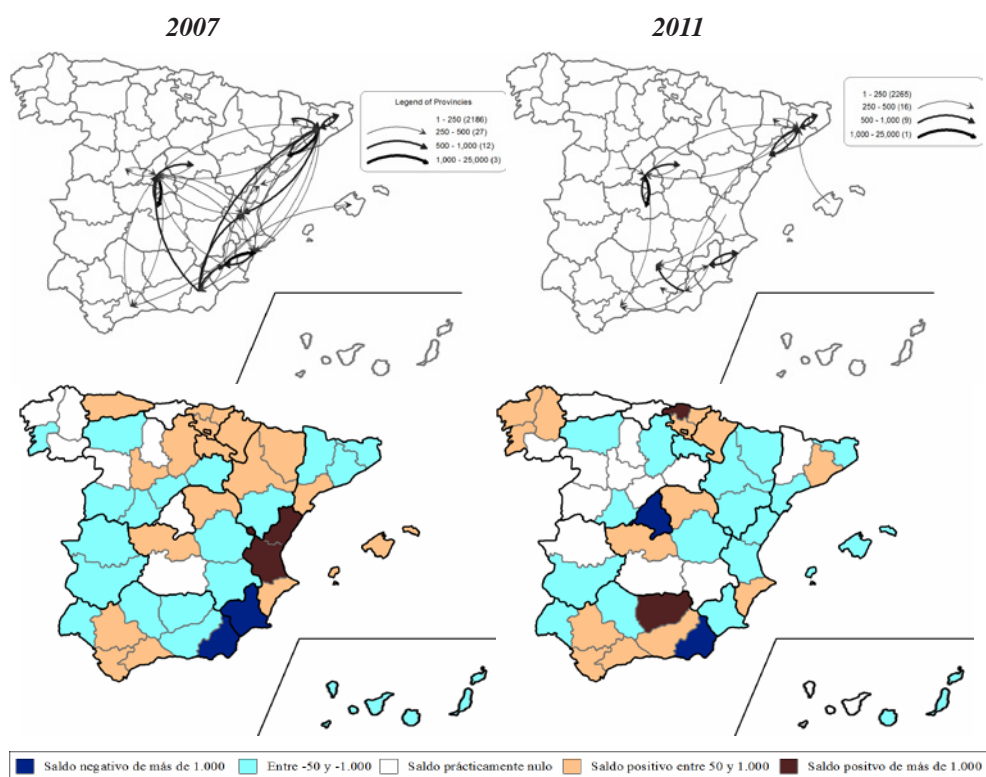 2007
2011
Legend of Provincies
1 - 250 (2186)
250 - 500 (27)
500 - 1,000 (12)
1,000 - 25,000 (3)
1 - 250 (2265)
250 - 500 (16)
500 - 1,000 (9)
1,000 - 25,000 (1)
Saldo negativo de más de 1.000 Entre -50 y -1.000 Saldo prácticamente nulo Saldo positivo entre 50 y 1.000 Saldo positvo de más de 1.000